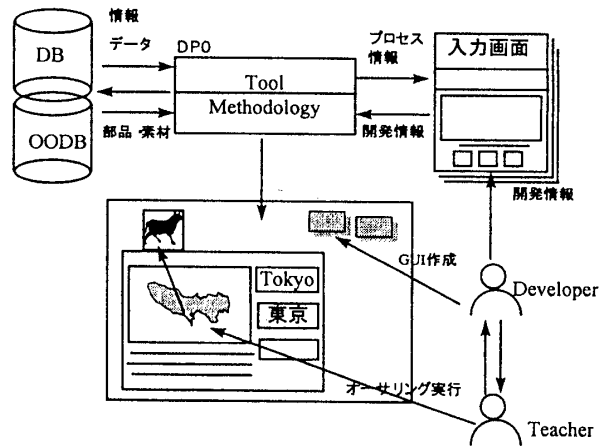 情報
データ
DB
OODB
部品・素材
DPO
Tool
Methodology
プロセス
情報
開発情報
入力画面
開発情報
GUI作成
Tokyo
東京
Developer
オーサリング実行
Teacher